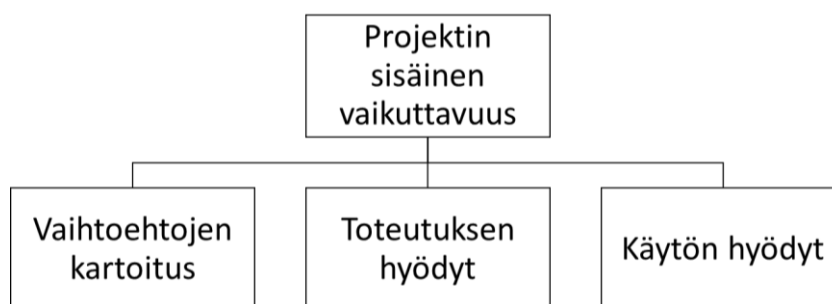 Projektin
sisäinen
vaikuttavuus
Vaihtoehtojen
kartoitus
Toteutuksen
hyödyt
Käytön hyödyt